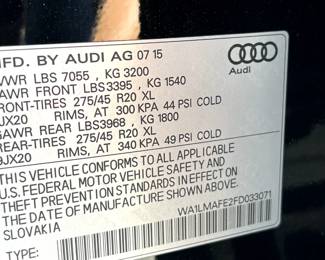 MFD. BY AUDI AG 07 15
Audi
GVWR LBS 7055 , KG 3200
GAWR FRONT LBS3395 , KG 1540
FRONT-TIRES 275/45 R20 XL
9JX20 RIMS, AT 300 KPA 44 PSI COLD
GAWR REAR LBS3968 , KG 1800
REAR-TIRES 275/45 R20 XL
9JX20 RIMS, AT 340 KPA 49 PSI COLD
THIS VEHICLE CONFORMS TO ALL APPLICABLE
U.S. FEDERAL MOTOR VEHICLE SAFETY AND
THEFT PREVENTION STANDARDS IN EFFECT ON
THE DATE OF MANUFACTURE SHOWN ABOVE.
SLOVAKIA
WA1LMAFE2FD033071
TYPE: